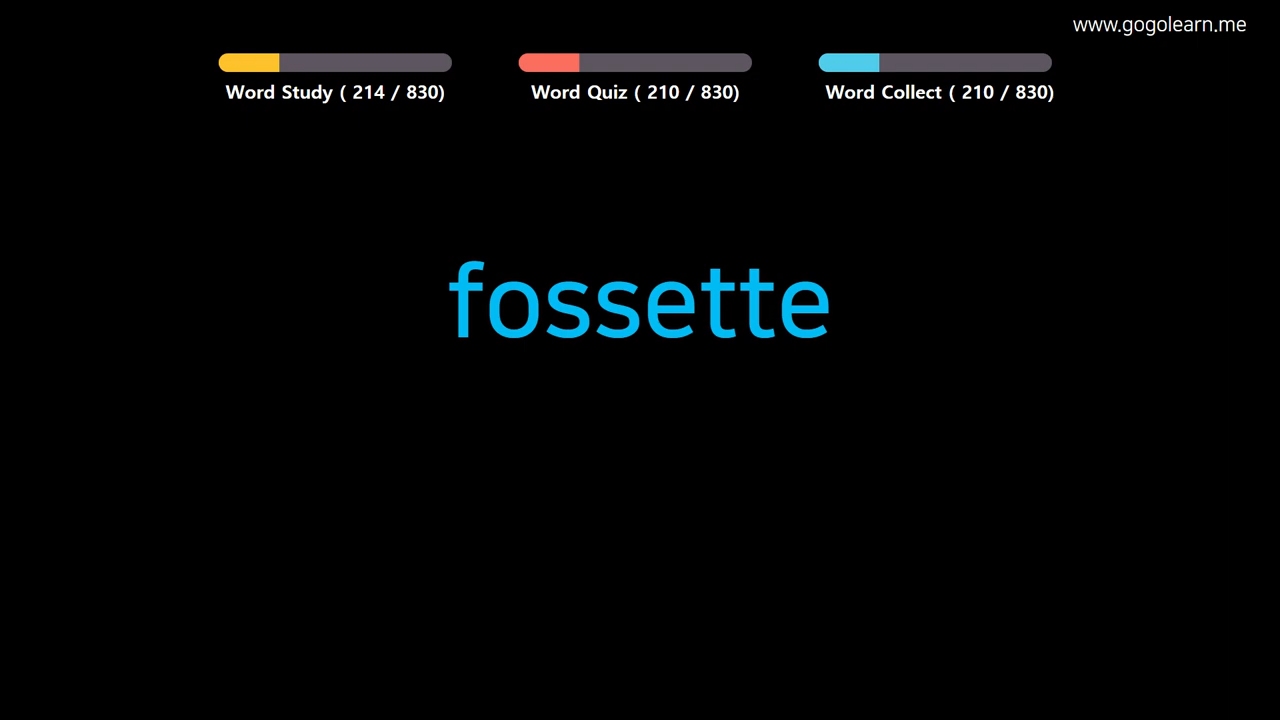 www.gogolearn.me
Word Study ( 214 / 830)
Word Quiz ( 210 / 830)
Word Collect ( 210 / 830)
fossette